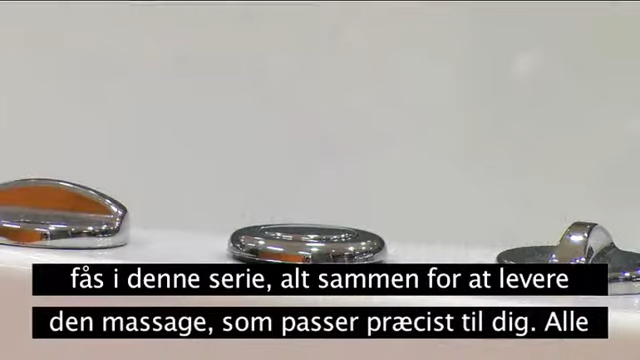 fås i denne serie, alt sammen for at levere
den massage, som passer præcist til dig. Alle